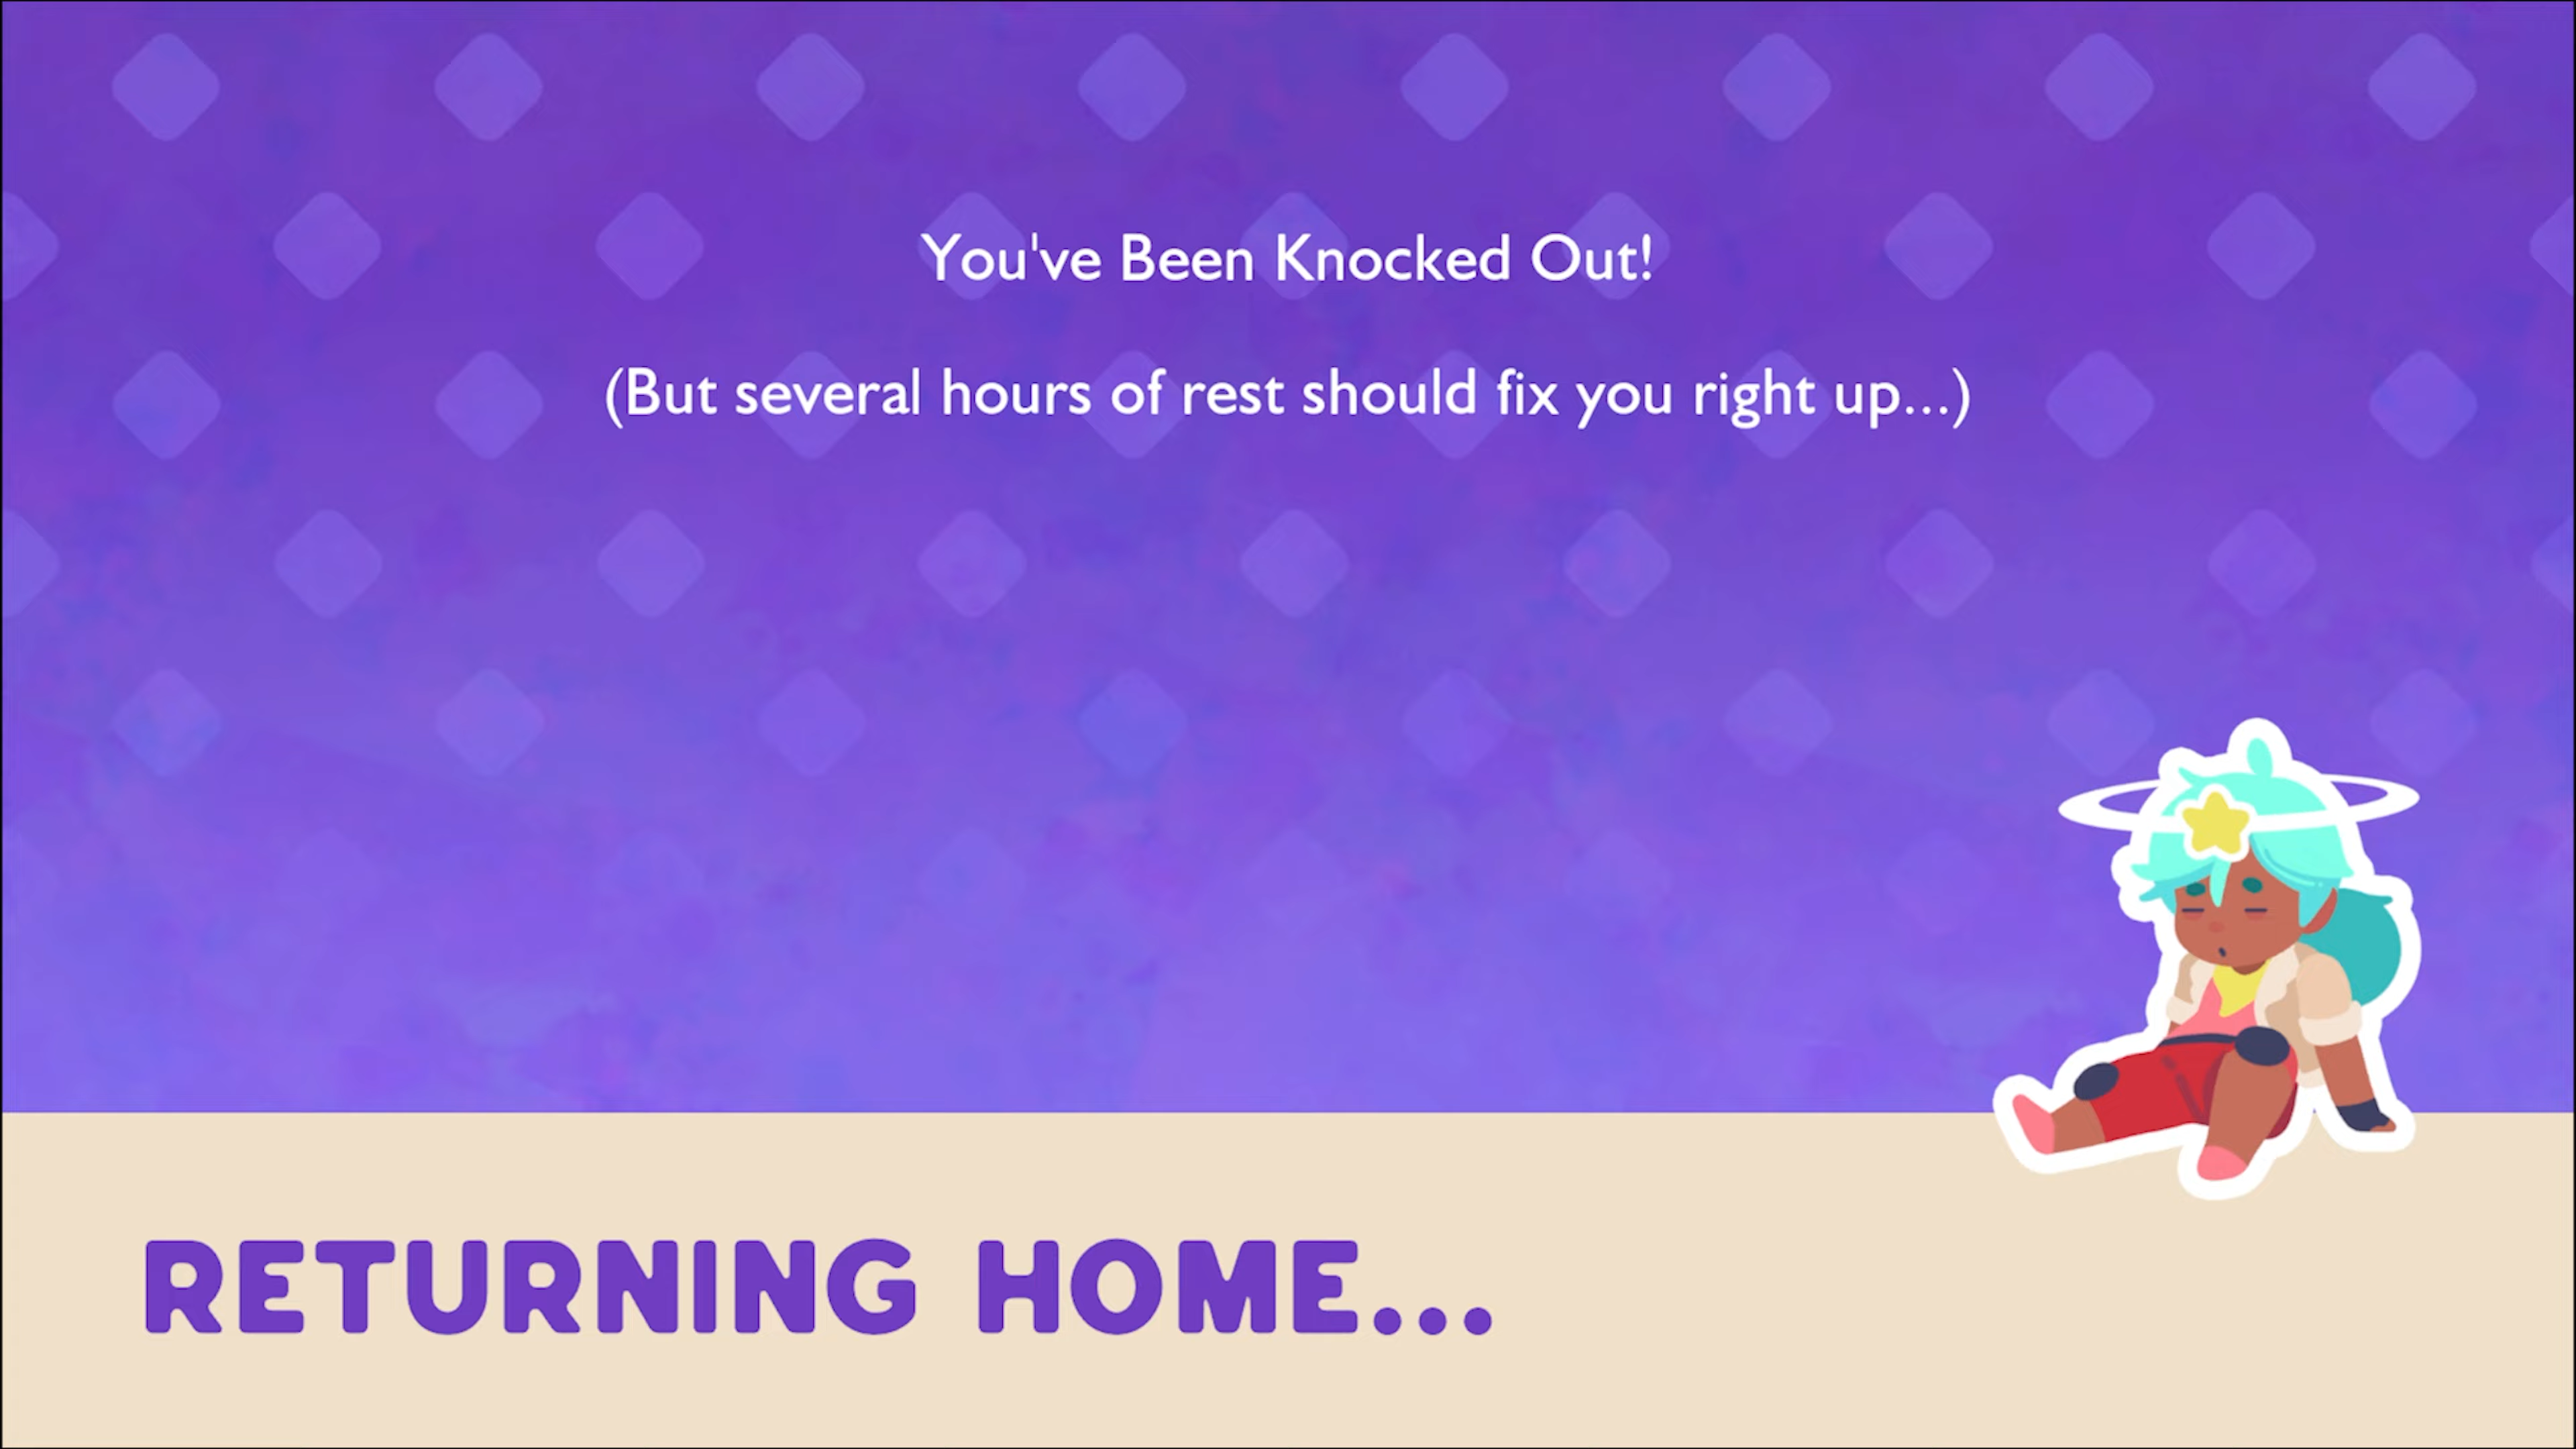 You've Been Knocked Out!
(But several hours of rest should fix you right up...)
RETURNING HOME...